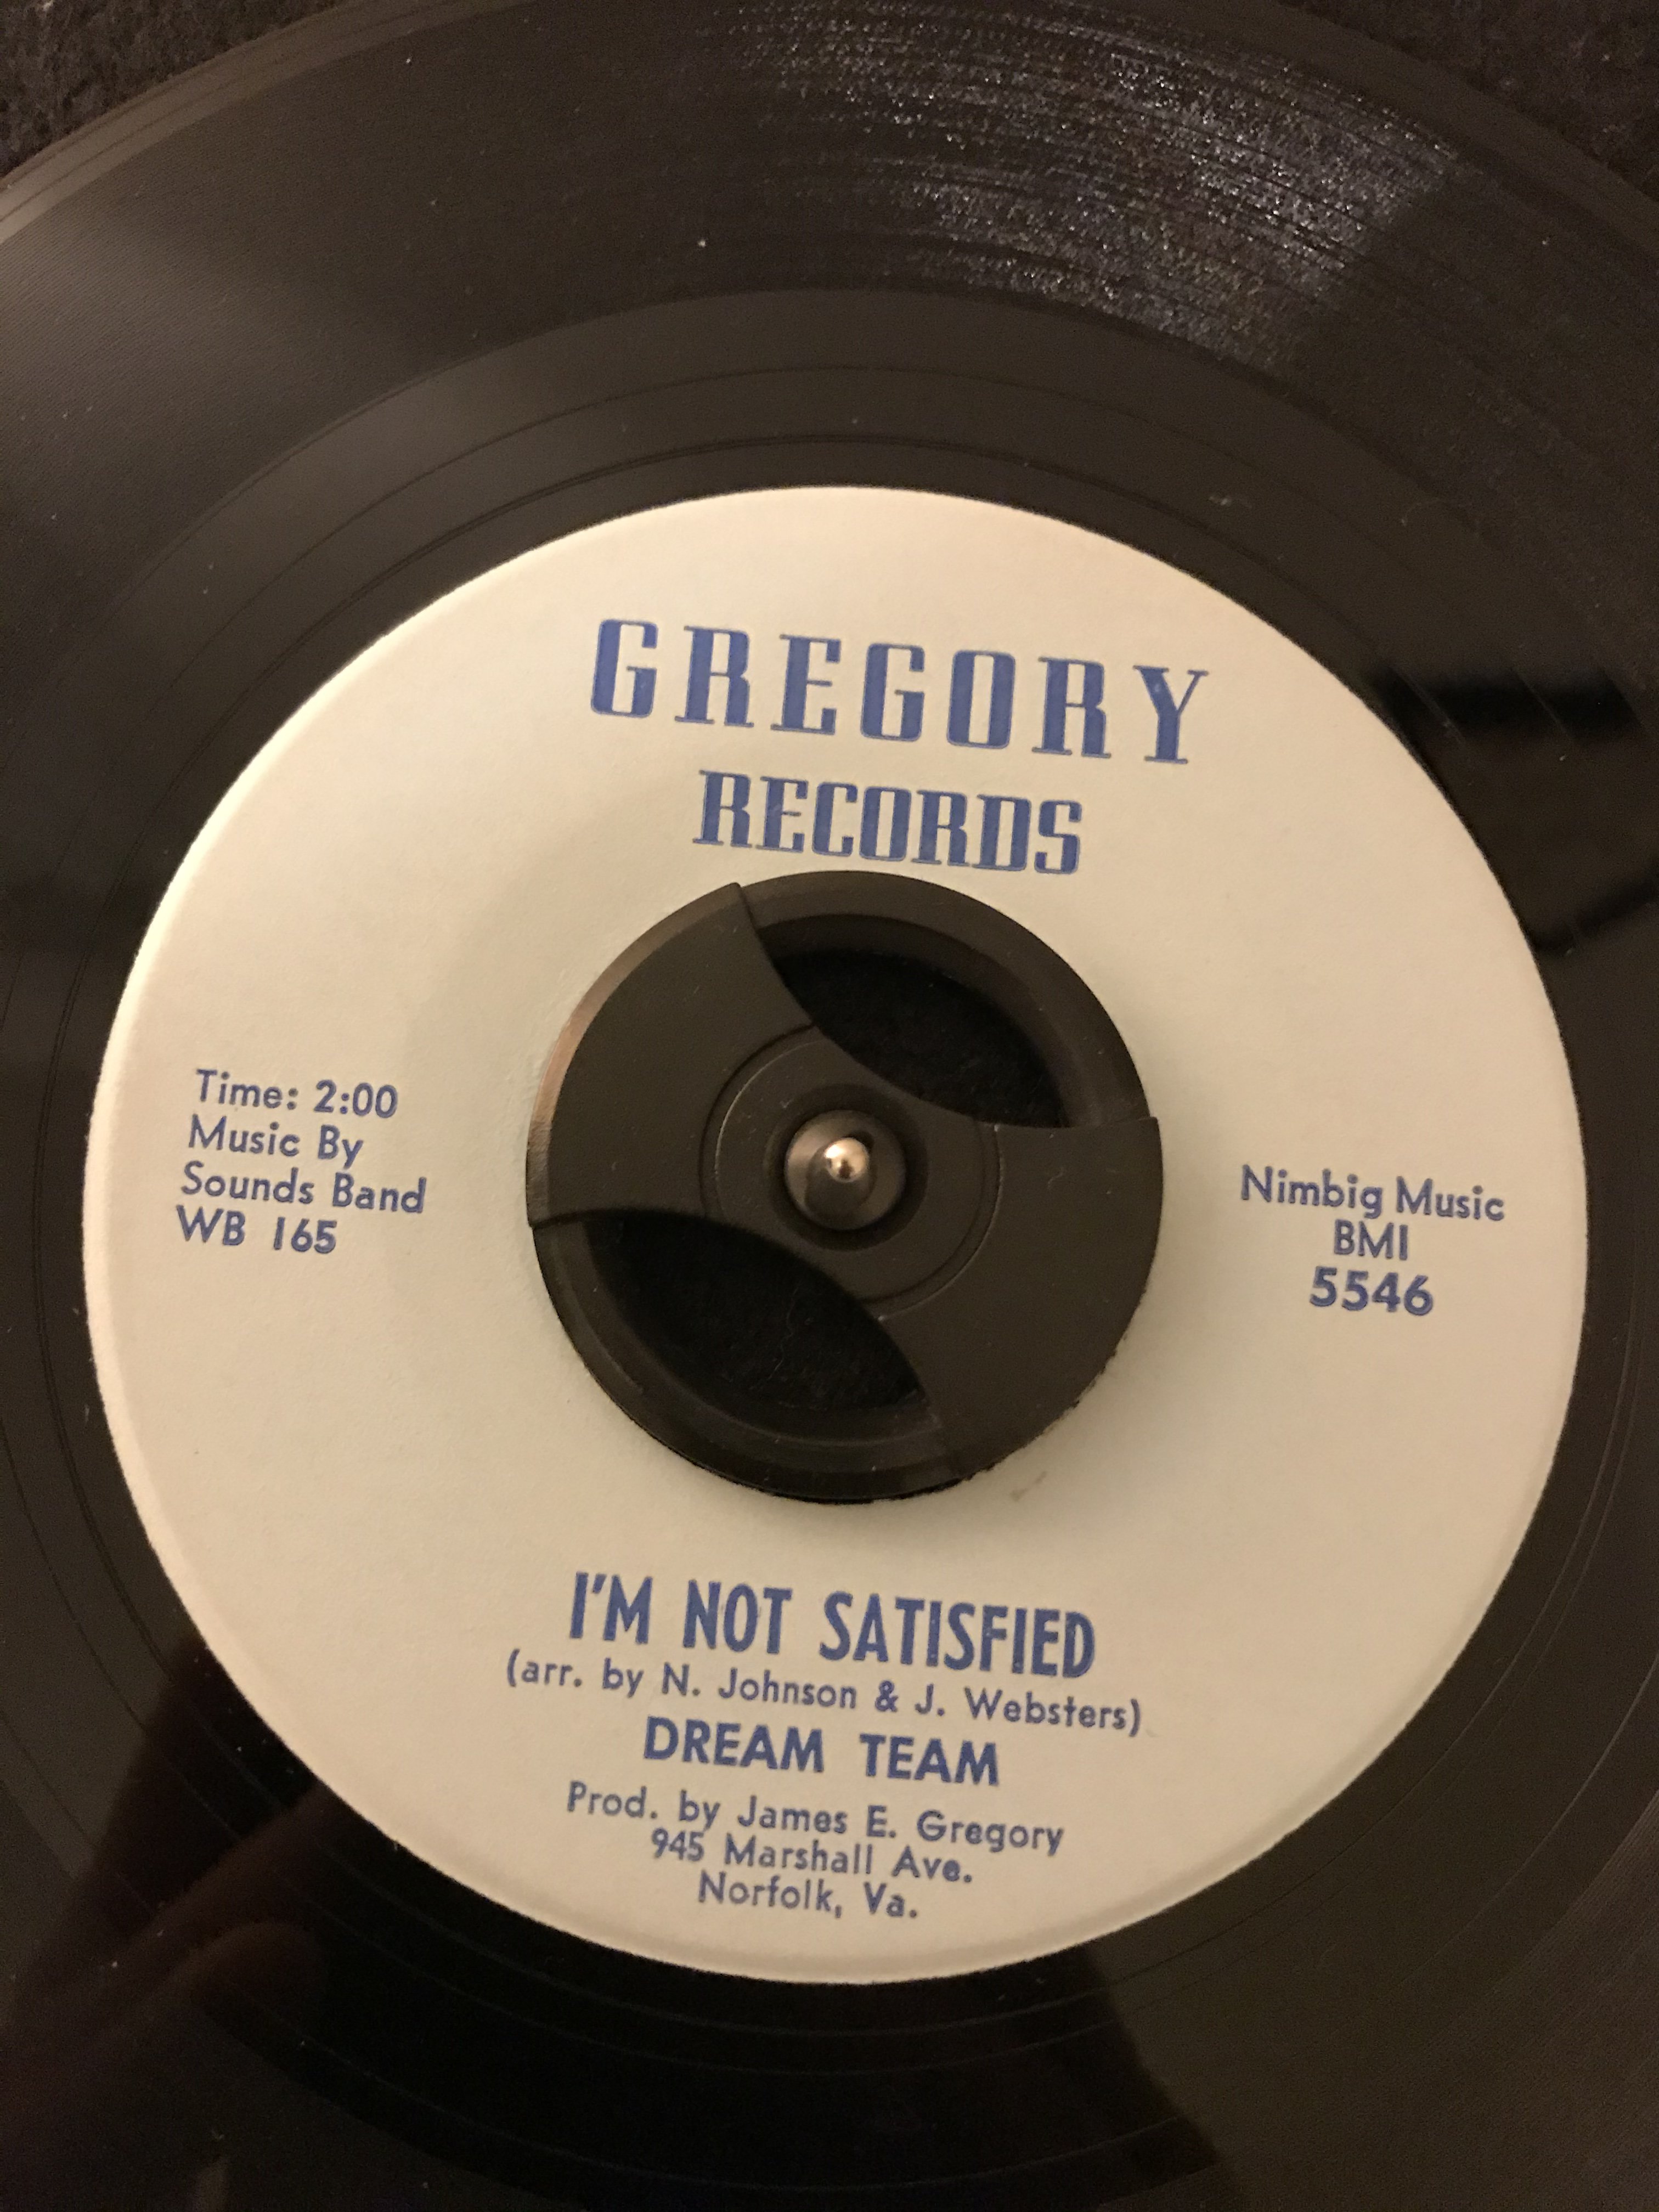 GREGORY
RECORDS
Time: 2:00
Music By
Sounds Band
WB 165
Nimbig Music
BMI
5546
I'M NOT SATISFIED
(arr. by N. Johnson & J. Websters)
DREAM TEAM
Prod. by James E. Gregory
945 Marshall Ave.
Norfolk, Va.